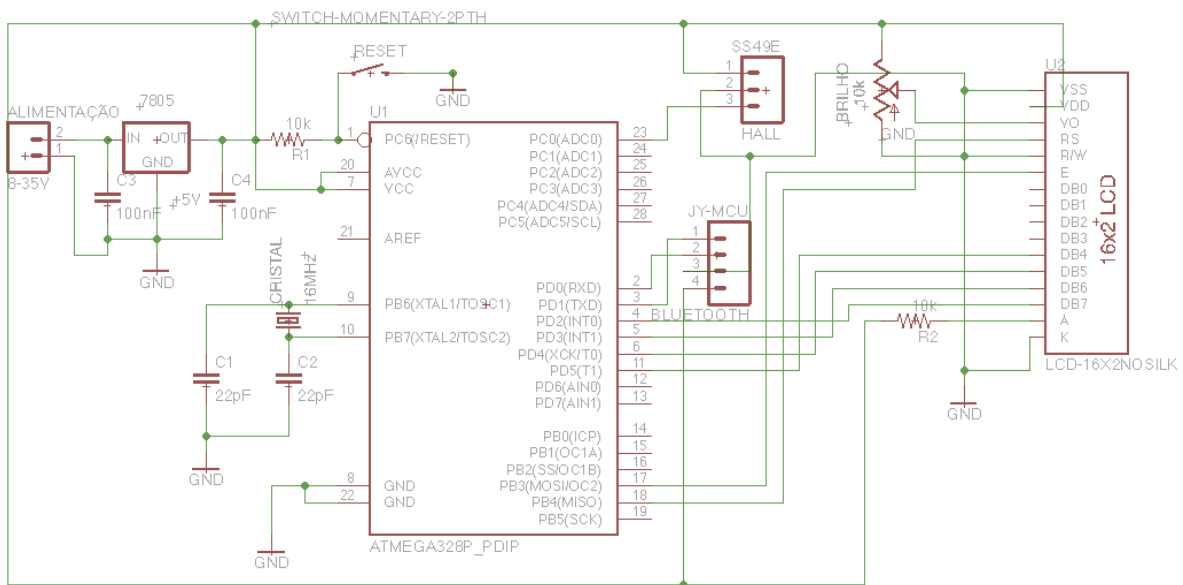 SWITCH-MOMENTARY-2PTH
RESET
GND
ALIMENTAÇÃO
2
1
8-35V
7805
IN
OUT
GND
+5V
C3
100nF
C4
100nF
GND
10k
R1
U1
1
PC6(/RESET)
20
AVCC
7
VCC
21
AREF
9
PB6(XTAL1/TOSC1)
10
PB7(XTAL2/TOSC2)
8
GND
22
GND
PC0(ADC0)
23
PC1(ADC1)
24
PC2(ADC2)
25
PC3(ADC3)
26
PC4(ADC4/SDA)
27
PC5(ADC5/SCL)
28
PD0(RXD)
2
PD1(TXD)
3
PD2(INT0)
4
PD3(INT1)
5
PD4(XCK/T0)
6
PD5(T1)
11
PD6(AIN0)
12
PD7(AIN1)
13
PB0(ICP)
14
PB1(OC1A)
15
PB2(SS/OC1B)
16
PB3(MOSI/OC2)
17
PB4(MISO)
18
PB5(SCK)
19
ATMEGA328P_PDIP
CRISTAL
16MHZ
C1
22pF
C2
22pF
GND
GND
SS49E
1
2
3
HALL
JY-MCU
1
2
3
4
BLUETOOTH
BRILHO
10k
GND
U2
VSS
VDD
VO
RS
R/W
E
DB0
DB1
DB2
DB3
DB4
DB5
DB6
DB7
A
K
16x2 LCD
LCD-16X2NOSILK
10k
R2
GND